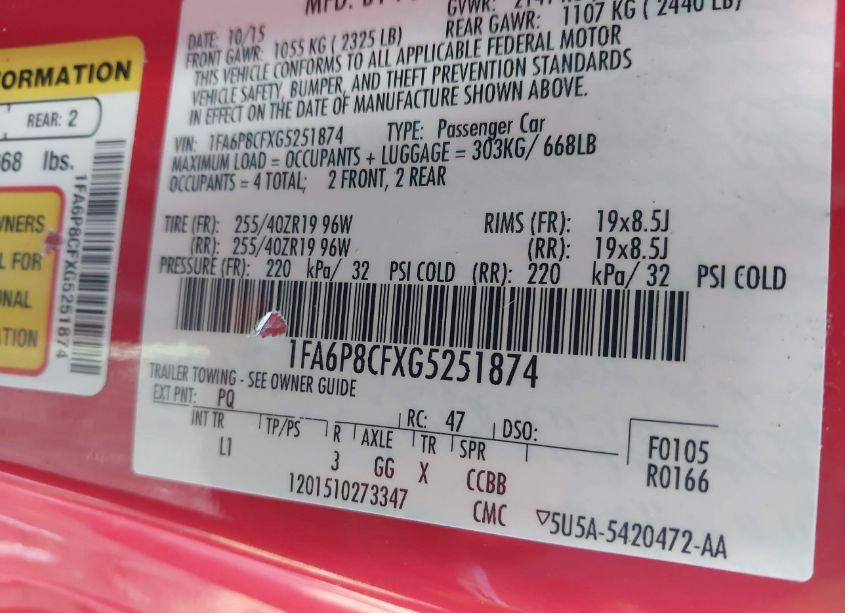 ORMATION
REAR: 2
668 lbs.
1FA6P8CFXG5251874
WNERS
L FOR
ONAL
ATION
MFD. BY
GVWR:
DATE: 10/15
REAR GAWR: 1107 KG ( 2440 LB)
FRONT GAWR: 1055 KG ( 2325 LB)
THIS VEHICLE CONFORMS TO ALL APPLICABLE FEDERAL MOTOR
VEHICLE SAFETY, BUMPER, AND THEFT PREVENTION STANDARDS
IN EFFECT ON THE DATE OF MANUFACTURE SHOWN ABOVE.
VIN: 1FA6P8CFXG5251874 TYPE: Passenger Car
MAXIMUM LOAD = OCCUPANTS + LUGGAGE = 303KG/ 668LB
OCCUPANTS = 4 TOTAL; 2 FRONT, 2 REAR
TIRE (FR): 255/40ZR19 96W RIMS (FR): 19x8.5J
(RR): 255/40ZR19 96W (RR): 19x8.5J
PRESSURE (FR): 220 kPa/ 32 PSI COLD (RR): 220 kPa/ 32 PSI COLD
1FA6P8CFXG5251874
TRAILER TOWING - SEE OWNER GUIDE
EXT PNT: PQ RC: 47 DSO:
INT TR TP/PS R AXLE TR SPR F0105
L1 3 GG X CCBB R0166
1201510273347 CMC 5U5A-5420472-AA